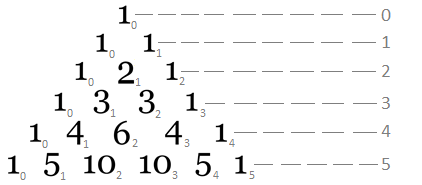 1₀ 0
1₀ 1₁ 1
1₀ 2₁ 1₂ 2
1₀ 3₁ 3₂ 1₃ 3
1₀ 4₁ 6₂ 4₃ 1₄ 4
1₀ 5₁ 10₂ 10₃ 5₄ 1₅ 5